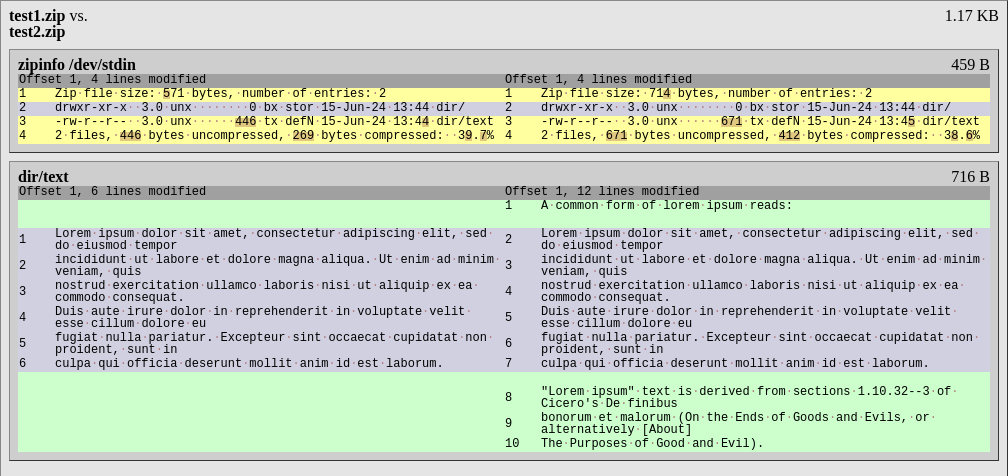 test1.zip vs. 1.17 KB
test2.zip
zipinfo /dev/stdin 459 B
Offset 1, 4 lines modified Offset 1, 4 lines modified
1 Zip·file·size:·571·bytes,·number·of·entries:·2 1 Zip·file·size:·714·bytes,·number·of·entries:·2
2 drwxr-xr-x··3.0·unx········0·bx·stor·15-Jun-24·13:44·dir/ 2 drwxr-xr-x··3.0·unx········0·bx·stor·15-Jun-24·13:44·dir/
3 -rw-r--r--··3.0·unx······446·tx·defN·15-Jun-24·13:44·dir/text 3 -rw-r--r--··3.0·unx······671·tx·defN·15-Jun-24·13:45·dir/text
4 2·files,·446·bytes·uncompressed,·269·bytes·compressed:··39.7% 4 2·files,·671·bytes·uncompressed,·412·bytes·compressed:··38.6%
dir/text 716 B
Offset 1, 6 lines modified Offset 1, 12 lines modified
1 A·common·form·of·lorem·ipsum·reads:
1 Lorem·ipsum·dolor·sit·amet,·consectetur·adipiscing·elit,·sed· 2 Lorem·ipsum·dolor·sit·amet,·consectetur·adipiscing·elit,·sed·
do·eiusmod·tempor do·eiusmod·tempor
2 incididunt·ut·labore·et·dolore·magna·aliqua.·Ut·enim·ad·minim· 3 incididunt·ut·labore·et·dolore·magna·aliqua.·Ut·enim·ad·minim·
veniam,·quis veniam,·quis
3 nostrud·exercitation·ullamco·laboris·nisi·ut·aliquip·ex·ea· 4 nostrud·exercitation·ullamco·laboris·nisi·ut·aliquip·ex·ea·
commodo·consequat. commodo·consequat.
4 Duis·aute·irure·dolor·in·reprehenderit·in·voluptate·velit· 5 Duis·aute·irure·dolor·in·reprehenderit·in·voluptate·velit·
esse·cillum·dolore·eu esse·cillum·dolore·eu
5 fugiat·nulla·pariatur.·Excepteur·sint·occaecat·cupidatat·non· 6 fugiat·nulla·pariatur.·Excepteur·sint·occaecat·cupidatat·non·
proident,·sunt·in proident,·sunt·in
6 culpa·qui·officia·deserunt·mollit·anim·id·est·laborum. 7 culpa·qui·officia·deserunt·mollit·anim·id·est·laborum.
8 "Lorem·ipsum"·text·is·derived·from·sections·1.10.32--3·of·
Cicero's·De·finibus
9 bonorum·et·malorum·(On·the·Ends·of·Goods·and·Evils,·or·
alternatively·[About]
10 The·Purposes·of·Good·and·Evil).